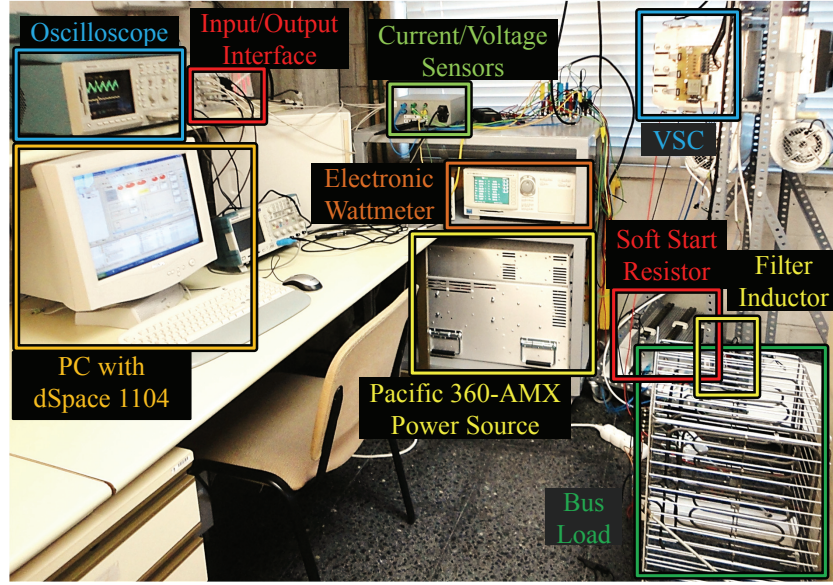 Oscilloscope
Input/Output
Interface
Current/Voltage
Sensors
VSC
Electronic
Wattmeter
Soft Start
Resistor
Filter
Inductor
PC with
dSpace 1104
Pacific 360-AMX
Power Source
Bus
Load